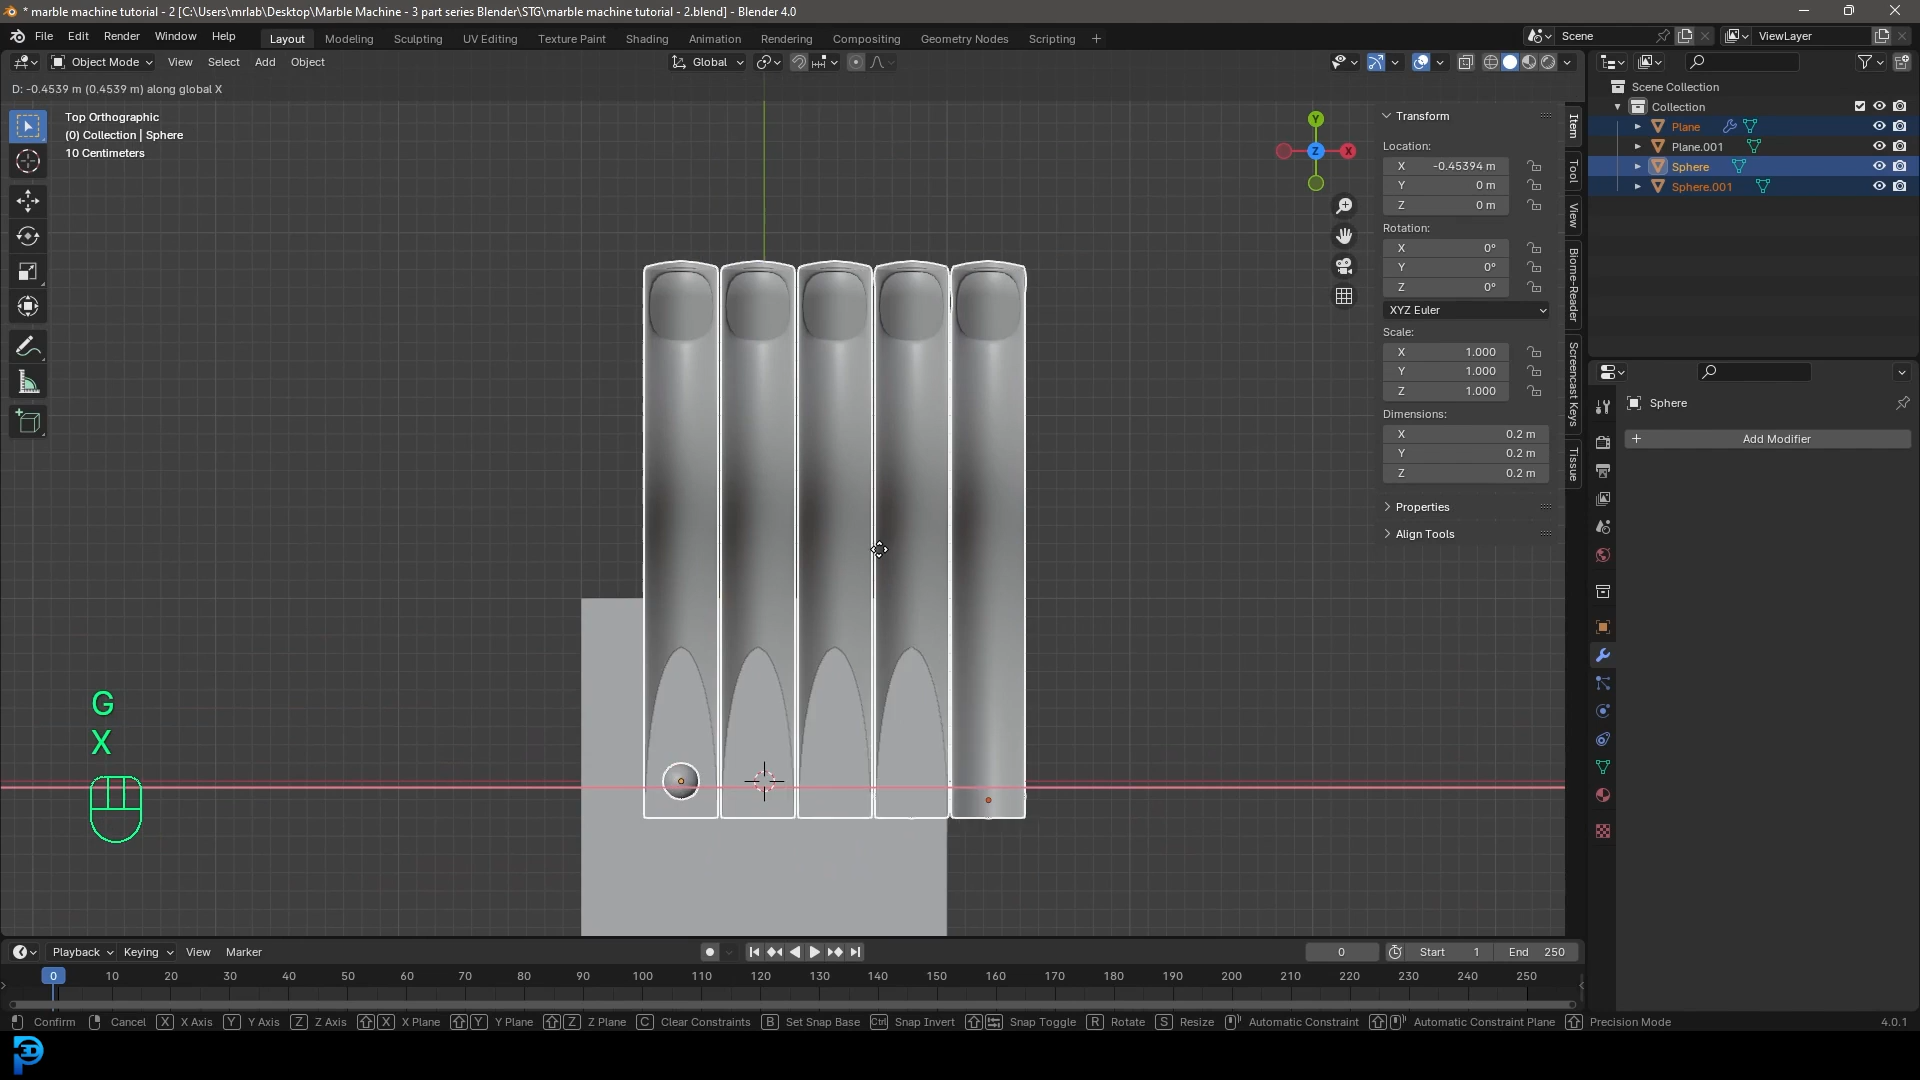 * marble machine tutorial - 2 [C:\Users\mrlab\Desktop\Marble Machine - 3 part series Blender\STG\marble machine tutorial - 2.blend] - Blender 4.0
File Edit Render Window Help Layout Modeling Sculpting UV Editing Texture Paint Shading Animation Rendering Compositing Geometry Nodes Scripting + Scene ViewLayer
Object Mode View Select Add Object Global
D: -0.4539 m (0.4539 m) along global X
Top Orthographic
(0) Collection | Sphere
10 Centimeters
Y
Z
X
Transform
Location:
X -0.45394 m
Y 0 m
Z 0 m
Rotation:
X 0°
Y 0°
Z 0°
XYZ Euler
Scale:
X 1.000
Y 1.000
Z 1.000
Dimensions:
X 0.2 m
Y 0.2 m
Z 0.2 m
Properties
Align Tools
Item
Tool
View
Biome-Reader
Screencast Keys
Tissue
Scene Collection
Collection
Plane
Plane.001
Sphere
Sphere.001
Sphere
+ Add Modifier
G
X
Playback Keying View Marker 0 Start 1 End 250
0 10 20 30 40 50 60 70 80 90 100 110 120 130 140 150 160 170 180 190 200 210 220 230 240 250
Confirm Cancel X X Axis Y Y Axis Z Z Axis X X Plane Y Y Plane Z Z Plane C Clear Constraints B Set Snap Base Ctrl Snap Invert Snap Toggle R Rotate S Resize Automatic Constraint Automatic Constraint Plane Precision Mode 4.0.1
3D